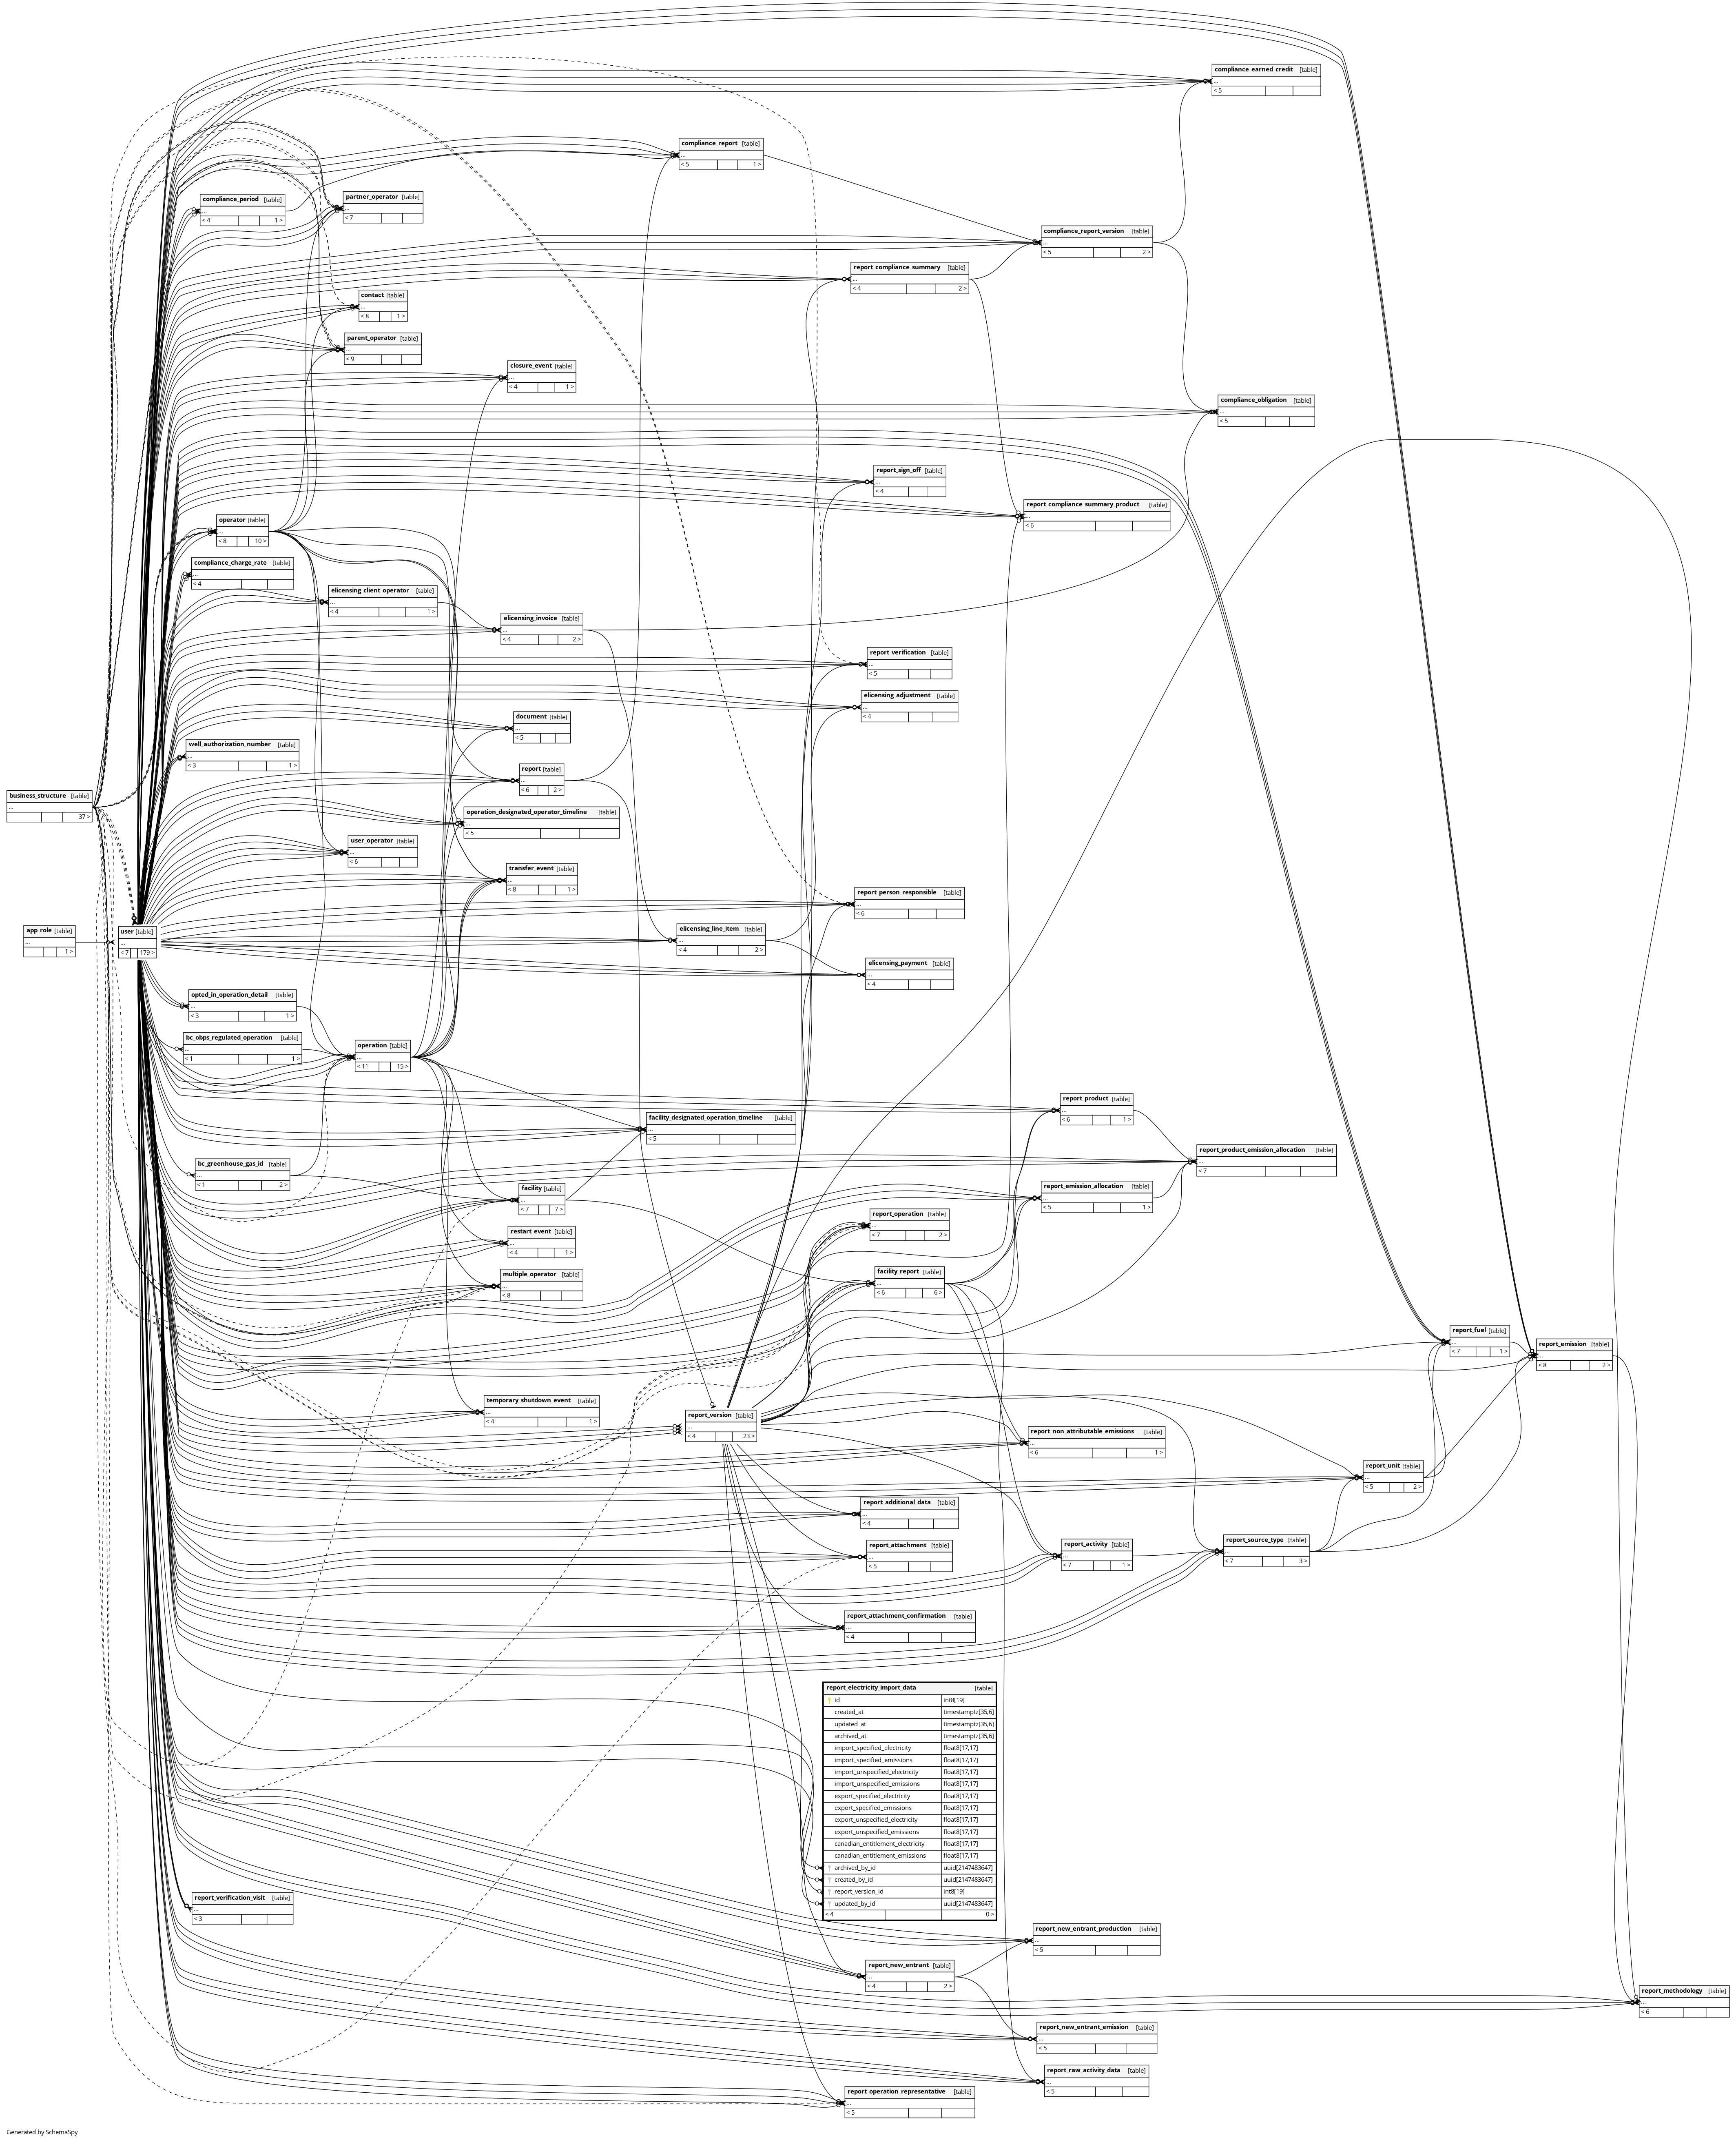 compliance_earned_credit [table]
...
< 5
compliance_report [table]
...
< 5 1 >
compliance_period [table]
...
< 4 1 >
partner_operator [table]
...
< 7
compliance_report_version [table]
...
< 5 2 >
report_compliance_summary [table]
...
< 4 2 >
contact [table]
...
< 8 1 >
parent_operator [table]
...
< 9
closure_event [table]
...
< 4 1 >
compliance_obligation [table]
...
< 5
report_sign_off [table]
...
< 4
report_compliance_summary_product [table]
...
< 6
operator [table]
...
< 8 10 >
compliance_charge_rate [table]
...
< 4
elicensing_client_operator [table]
...
< 4 1 >
elicensing_invoice [table]
...
< 4 2 >
report_verification [table]
...
< 5
elicensing_adjustment [table]
...
< 4
document [table]
...
< 5
well_authorization_number [table]
...
< 3 1 >
report [table]
...
< 6 2 >
business_structure [table]
...
37 >
operation_designated_operator_timeline [table]
...
< 5
user_operator [table]
...
< 6
transfer_event [table]
...
< 8 1 >
report_person_responsible [table]
...
< 6
app_role [table]
...
1 >
user [table]
...
< 7 179 >
elicensing_line_item [table]
...
< 4 2 >
elicensing_payment [table]
...
< 4
opted_in_operation_detail [table]
...
< 3 1 >
bc_obps_regulated_operation [table]
...
< 1 1 >
operation [table]
...
< 11 15 >
report_product [table]
...
< 6 1 >
facility_designated_operation_timeline [table]
...
< 5
report_product_emission_allocation [table]
...
< 7
bc_greenhouse_gas_id [table]
...
< 1 2 >
facility [table]
...
< 7 7 >
report_emission_allocation [table]
...
< 5 1 >
report_operation [table]
...
< 7 2 >
restart_event [table]
...
< 4 1 >
multiple_operator [table]
...
< 8
facility_report [table]
...
< 6 6 >
report_fuel [table]
...
< 7 1 >
report_emission [table]
...
< 8 2 >
temporary_shutdown_event [table]
...
< 4 1 >
report_version [table]
...
< 4 23 >
report_non_attributable_emissions [table]
...
< 6 1 >
report_unit [table]
...
< 5 2 >
report_additional_data [table]
...
< 4
report_attachment [table]
...
< 5
report_activity [table]
...
< 7 1 >
report_source_type [table]
...
< 7 3 >
report_attachment_confirmation [table]
...
< 4
report_electricity_import_data [table]
id int8[19]
created_at timestamptz[35,6]
updated_at timestamptz[35,6]
archived_at timestamptz[35,6]
import_specified_electricity float8[17,17]
import_specified_emissions float8[17,17]
import_unspecified_electricity float8[17,17]
import_unspecified_emissions float8[17,17]
export_specified_electricity float8[17,17]
export_specified_emissions float8[17,17]
export_unspecified_electricity float8[17,17]
export_unspecified_emissions float8[17,17]
canadian_entitlement_electricity float8[17,17]
canadian_entitlement_emissions float8[17,17]
archived_by_id uuid[2147483647]
created_by_id uuid[2147483647]
report_version_id int8[19]
updated_by_id uuid[2147483647]
< 4 0 >
report_verification_visit [table]
...
< 3
report_new_entrant_production [table]
...
< 5
report_new_entrant [table]
...
< 4 2 >
report_methodology [table]
...
< 6
report_new_entrant_emission [table]
...
< 5
report_raw_activity_data [table]
...
< 5
report_operation_representative [table]
...
< 5
Generated by SchemaSpy